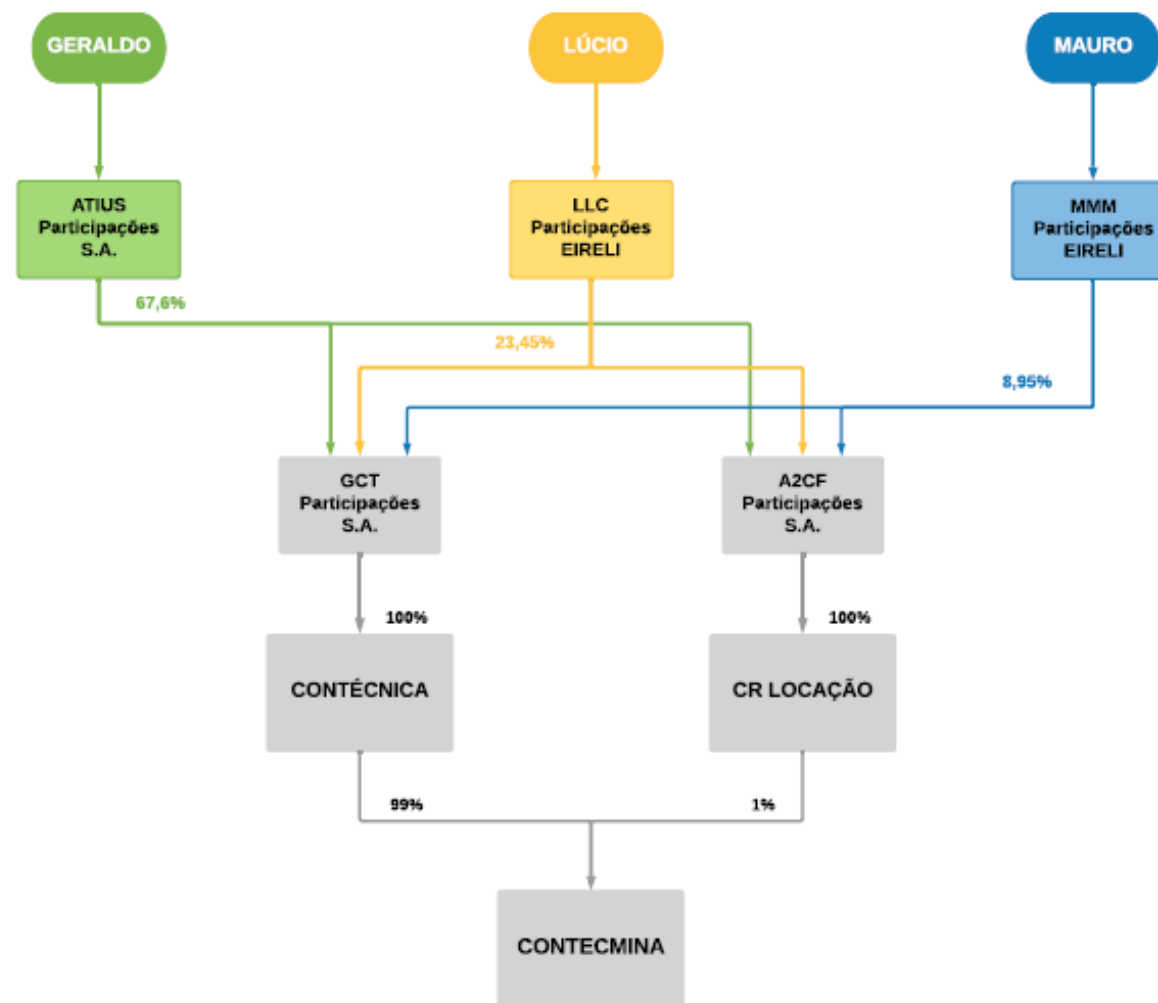 GERALDO
LÚCIO
MAURO
ATIUS
Participações
S.A.
LLC
Participações
EIRELI
MMM
Participações
EIRELI
67,6%
23,45%
8,95%
GCT
Participações
S.A.
A2CF
Participações
S.A.
100%
100%
CONTÉCNICA
CR LOCAÇÃO
99%
1%
CONTECMINA